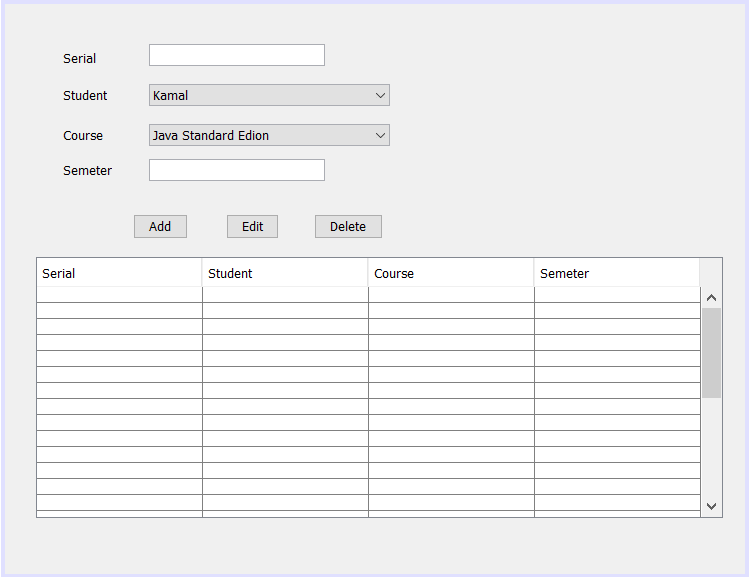 Serial
Student Kamal
Course Java Standard Edion
Semeter
Add Edit Delete
Serial Student Course Semeter